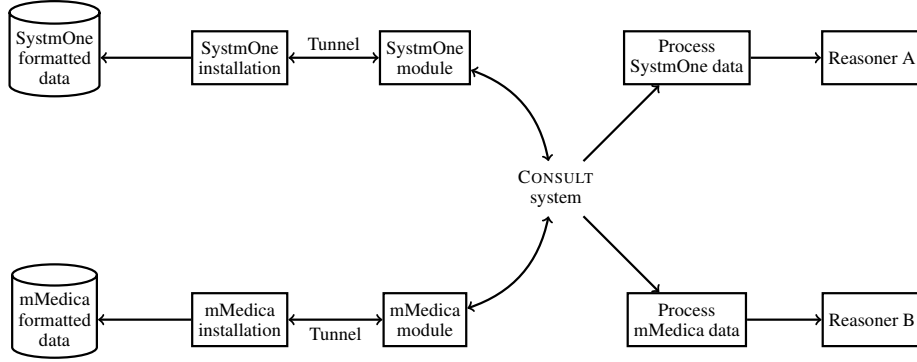 SystmOne
formatted
data
SystmOne
installation
Tunnel
SystmOne
module
Process
SystmOne data
Reasoner A
CONSULT
system
mMedica
formatted
data
mMedica
installation
Tunnel
mMedica
module
Process
mMedica data
Reasoner B